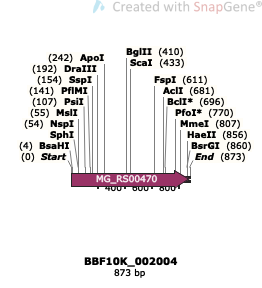 Created with SnapGene®
(242) ApoI
(192) DraIII
(154) SspI
(141) PflMI
(107) PsiI
(55) MslI
(54) NspI
SphI
(4) BsaHI
(0) Start
BglII (410)
ScaI (433)
FspI (611)
AciI (681)
BclI* (696)
PfoI* (770)
MmeI (807)
HaeII (856)
BsrGI (860)
End (873)
MG_RS00470
400 600 800
BBF10K_002004
873 bp